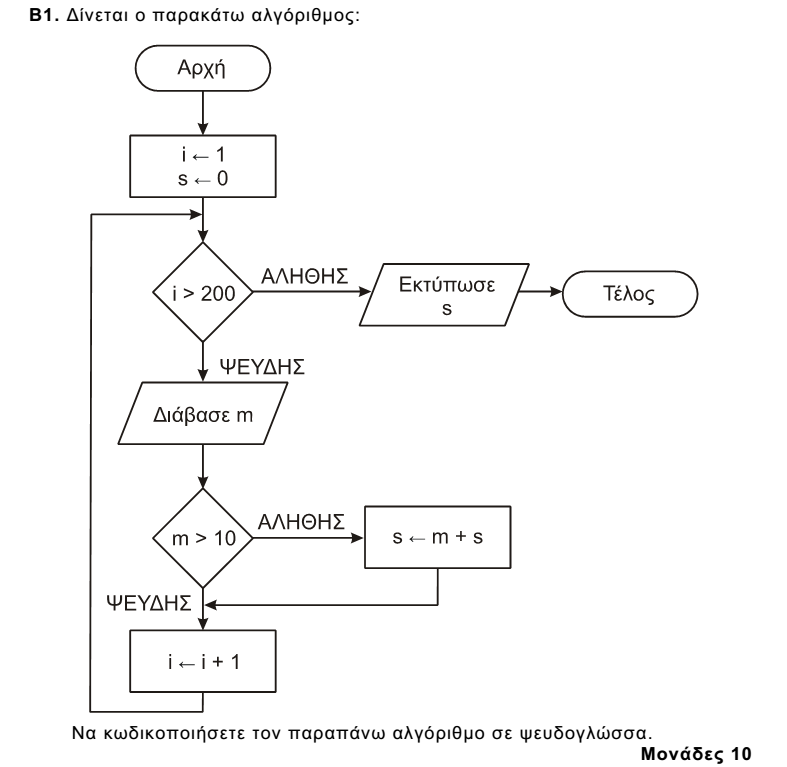 Β1. Δίνεται ο παρακάτω αλγόριθμος:
Αρχή
i ← 1
s ← 0
i > 200
ΑΛΗΘΗΣ
Εκτύπωσε
s
Τέλος
ΨΕΥΔΗΣ
Διάβασε m
m > 10
ΑΛΗΘΗΣ
s ← m + s
ΨΕΥΔΗΣ
i ← i + 1
Να κωδικοποιήσετε τον παραπάνω αλγόριθμο σε ψευδογλώσσα.
Μονάδες 10